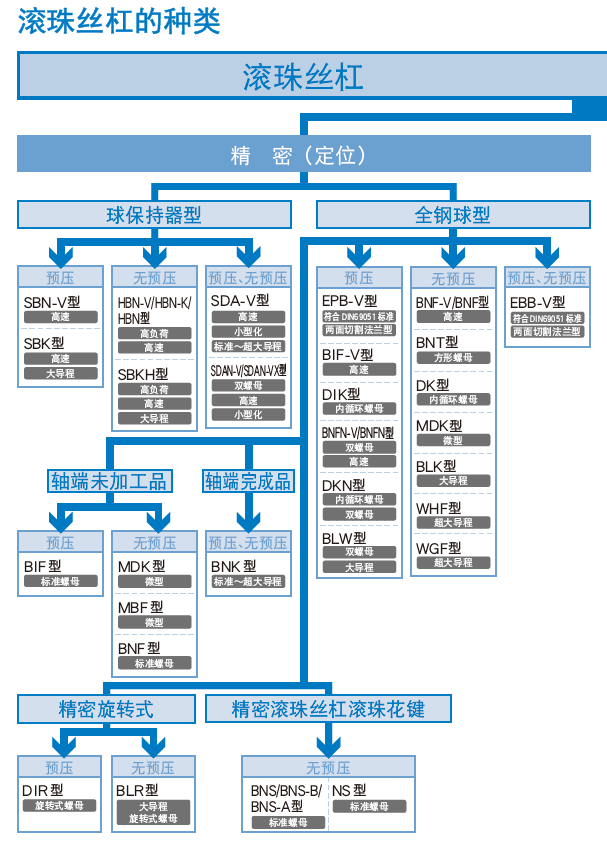 滚珠丝杠的种类
滚珠丝杠
精 密（定位）
球保持器型
全钢球型
预压
SBN-V型
高速
SBK型
高速
大导程
无预压
HBN-V/HBN-K/
HBN型
高负荷
高速
SBKH型
高负荷
高速
大导程
预压、无预压
SDA-V型
高速
小型化
标准～超大导程
SDAN-V/SDAN-VX型
双螺母
高速
小型化
预压
EPB-V型
符合DIN69051标准
两面切割法兰型
BIF-V型
高速
DIK型
内循环螺母
BNFN-V/BNFN型
双螺母
高速
DKN型
内循环螺母
双螺母
BLW型
双螺母
大导程
无预压
BNF-V/BNF型
高速
BNT型
方形螺母
DK型
内循环螺母
MDK型
微型
BLK型
大导程
WHF型
超大导程
WGF型
超大导程
预压、无预压
EBB-V型
符合DIN69051标准
两面切割法兰型
轴端未加工品
轴端完成品
预压
BIF型
标准螺母
无预压
MDK型
微型
MBF型
微型
BNF型
标准螺母
预压、无预压
BNK型
标准～超大导程
精密旋转式
精密滚珠丝杠滚珠花键
预压
DIR型
旋转式螺母
无预压
BLR型
大导程
旋转式螺母
无预压
BNS/BNS-B/
BNS-A型
标准螺母
NS型
标准螺母